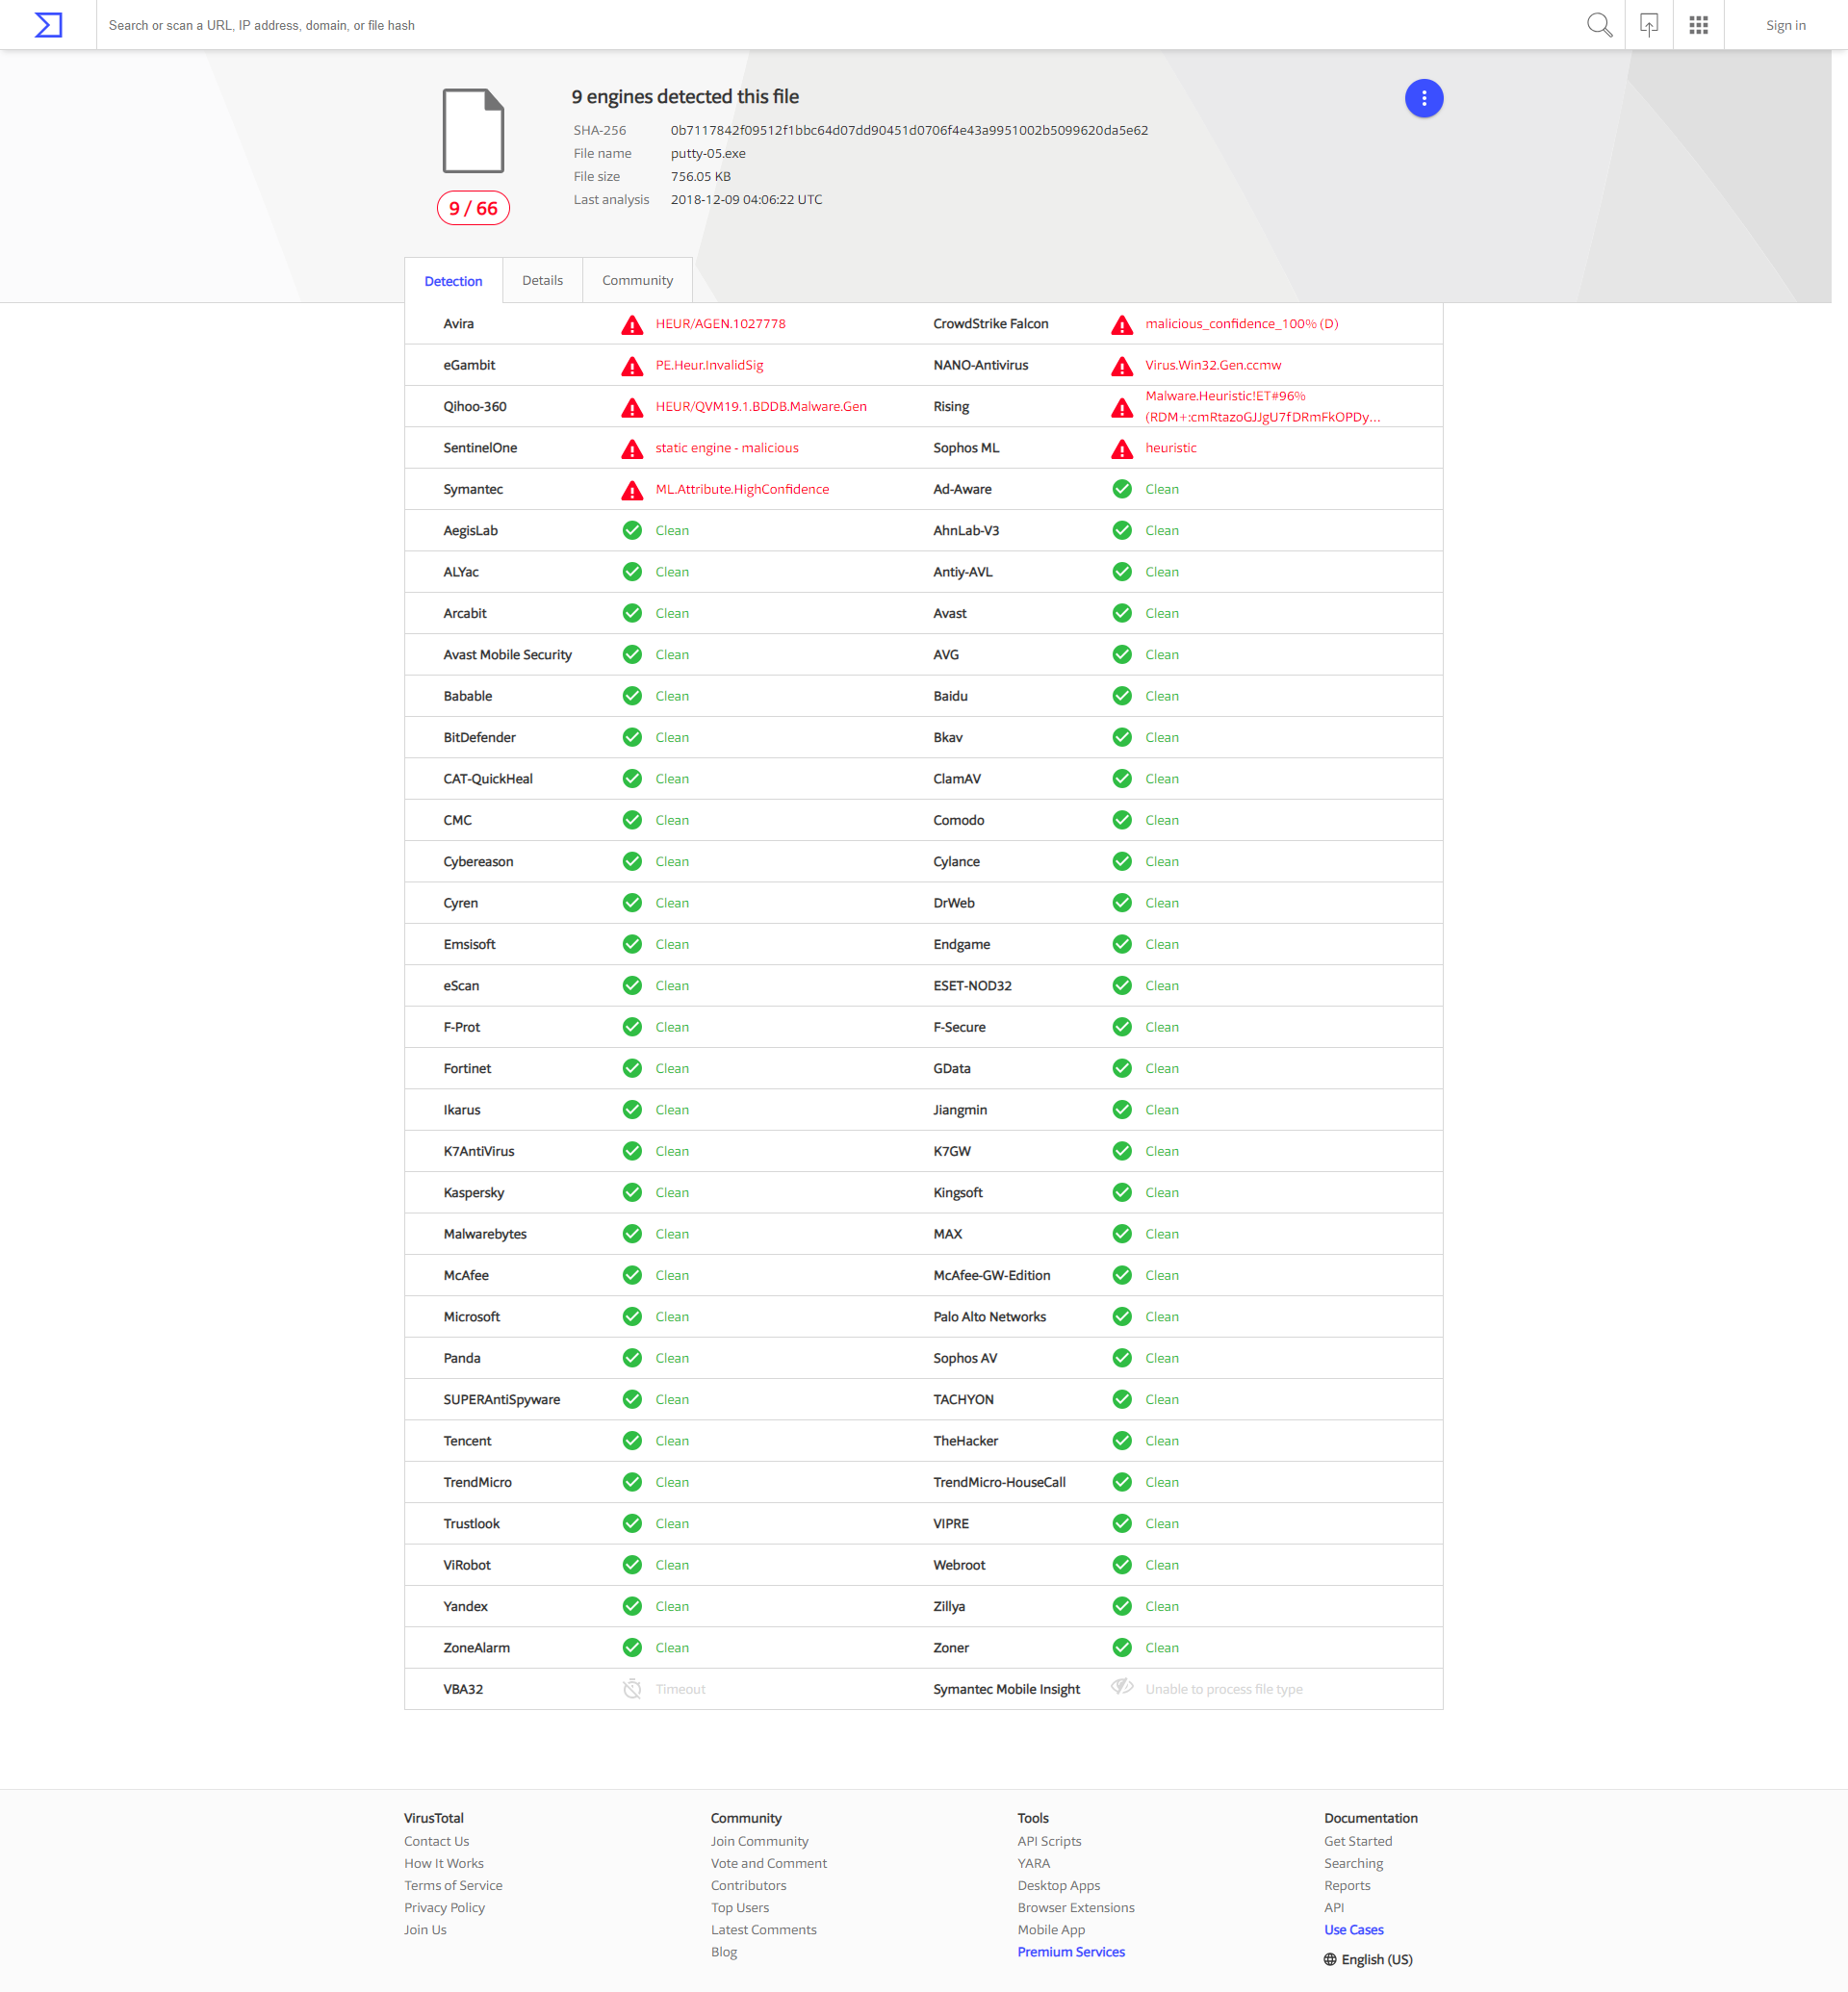 Search or scan a URL, IP address, domain, or file hash
Sign in
9 engines detected this file
SHA-256 0b7117842f09512f1bbc64d07dd90451d0706f4e43a9951002b5099620da5e62
File name putty-05.exe
File size 756.05 KB
Last analysis 2018-12-09 04:06:22 UTC
9 / 66
Detection Details Community
Avira HEUR/AGEN.1027778 CrowdStrike Falcon malicious_confidence_100% (D)
eGambit PE.Heur.InvalidSig NANO-Antivirus Virus.Win32.Gen.ccmw
Qihoo-360 HEUR/QVM19.1.BDDB.Malware.Gen Rising Malware.Heuristic!ET#96%
(RDM+:cmRtazoGJJgU7fDRmFkOPDy...
SentinelOne static engine - malicious Sophos ML heuristic
Symantec ML.Attribute.HighConfidence Ad-Aware Clean
AegisLab Clean AhnLab-V3 Clean
ALYac Clean Antiy-AVL Clean
Arcabit Clean Avast Clean
Avast Mobile Security Clean AVG Clean
Babable Clean Baidu Clean
BitDefender Clean Bkav Clean
CAT-QuickHeal Clean ClamAV Clean
CMC Clean Comodo Clean
Cybereason Clean Cylance Clean
Cyren Clean DrWeb Clean
Emsisoft Clean Endgame Clean
eScan Clean ESET-NOD32 Clean
F-Prot Clean F-Secure Clean
Fortinet Clean GData Clean
Ikarus Clean Jiangmin Clean
K7AntiVirus Clean K7GW Clean
Kaspersky Clean Kingsoft Clean
Malwarebytes Clean MAX Clean
McAfee Clean McAfee-GW-Edition Clean
Microsoft Clean Palo Alto Networks Clean
Panda Clean Sophos AV Clean
SUPERAntiSpyware Clean TACHYON Clean
Tencent Clean TheHacker Clean
TrendMicro Clean TrendMicro-HouseCall Clean
Trustlook Clean VIPRE Clean
ViRobot Clean Webroot Clean
Yandex Clean Zillya Clean
ZoneAlarm Clean Zoner Clean
VBA32 Timeout Symantec Mobile Insight Unable to process file type
VirusTotal Community Tools Documentation
Contact Us Join Community API Scripts Get Started
How It Works Vote and Comment YARA Searching
Terms of Service Contributors Desktop Apps Reports
Privacy Policy Top Users Browser Extensions API
Join Us Latest Comments Mobile App Use Cases
Blog Premium Services
English (US)